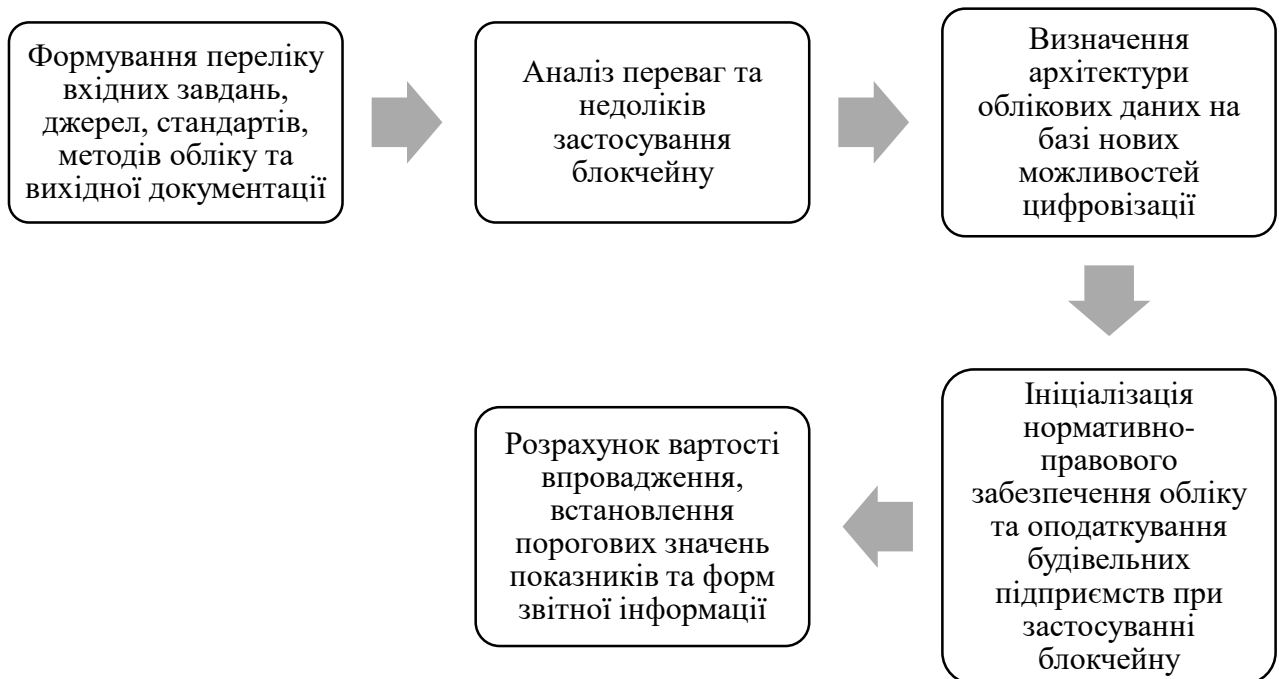 Формування переліку
вхідних завдань,
джерел, стандартів,
методів обліку та
вихідної документації
Аналіз переваг та
недоліків
застосування
блокчейну
Визначення
архітектури
облікових даних на
базі нових
можливостей
цифровізації
Ініціалізація
нормативно-
правового
забезпечення обліку
та оподаткування
будівельних
підприємств при
застосуванні
блокчейну
Розрахунок вартості
впровадження,
встановлення
порогових значень
показників та форм
звітної інформації